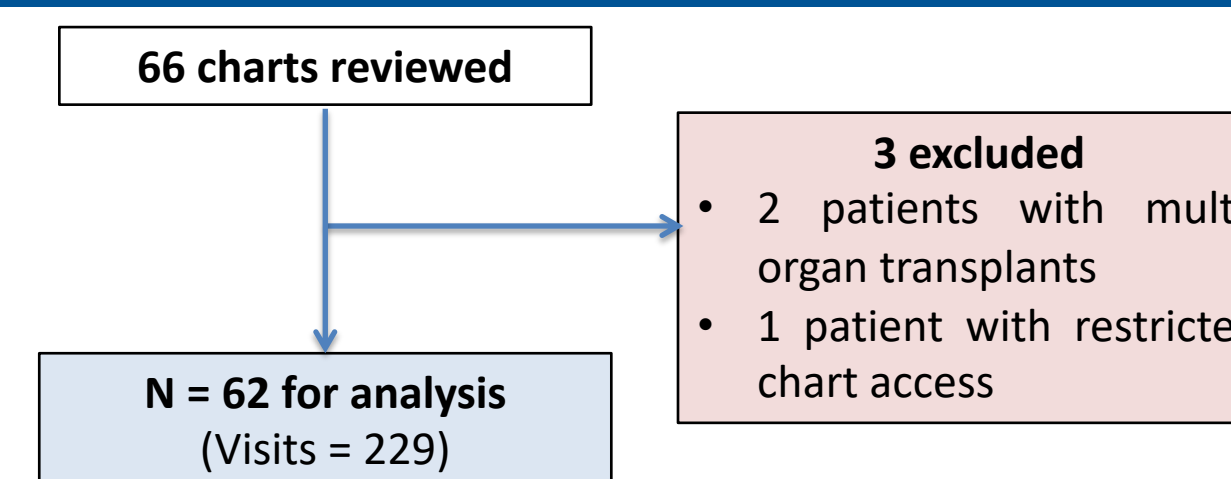 66 charts reviewed
3 excluded
• 2 patients with mult
organ transplants
• 1 patient with restricte
chart access
N = 62 for analysis
(Visits = 229)